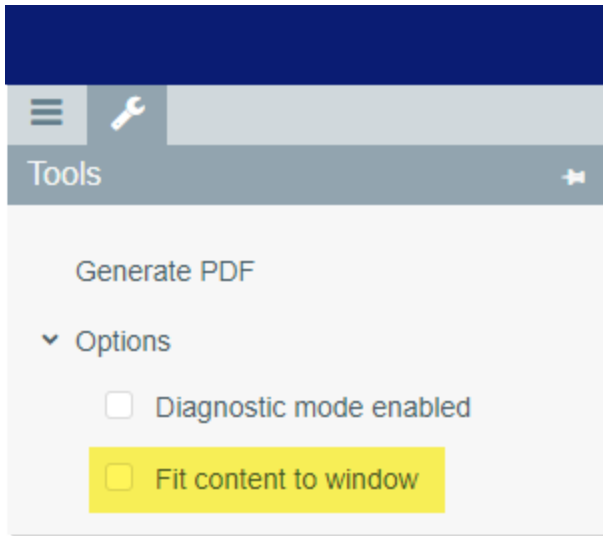 Tools
Generate PDF
Options
Diagnostic mode enabled
Fit content to window